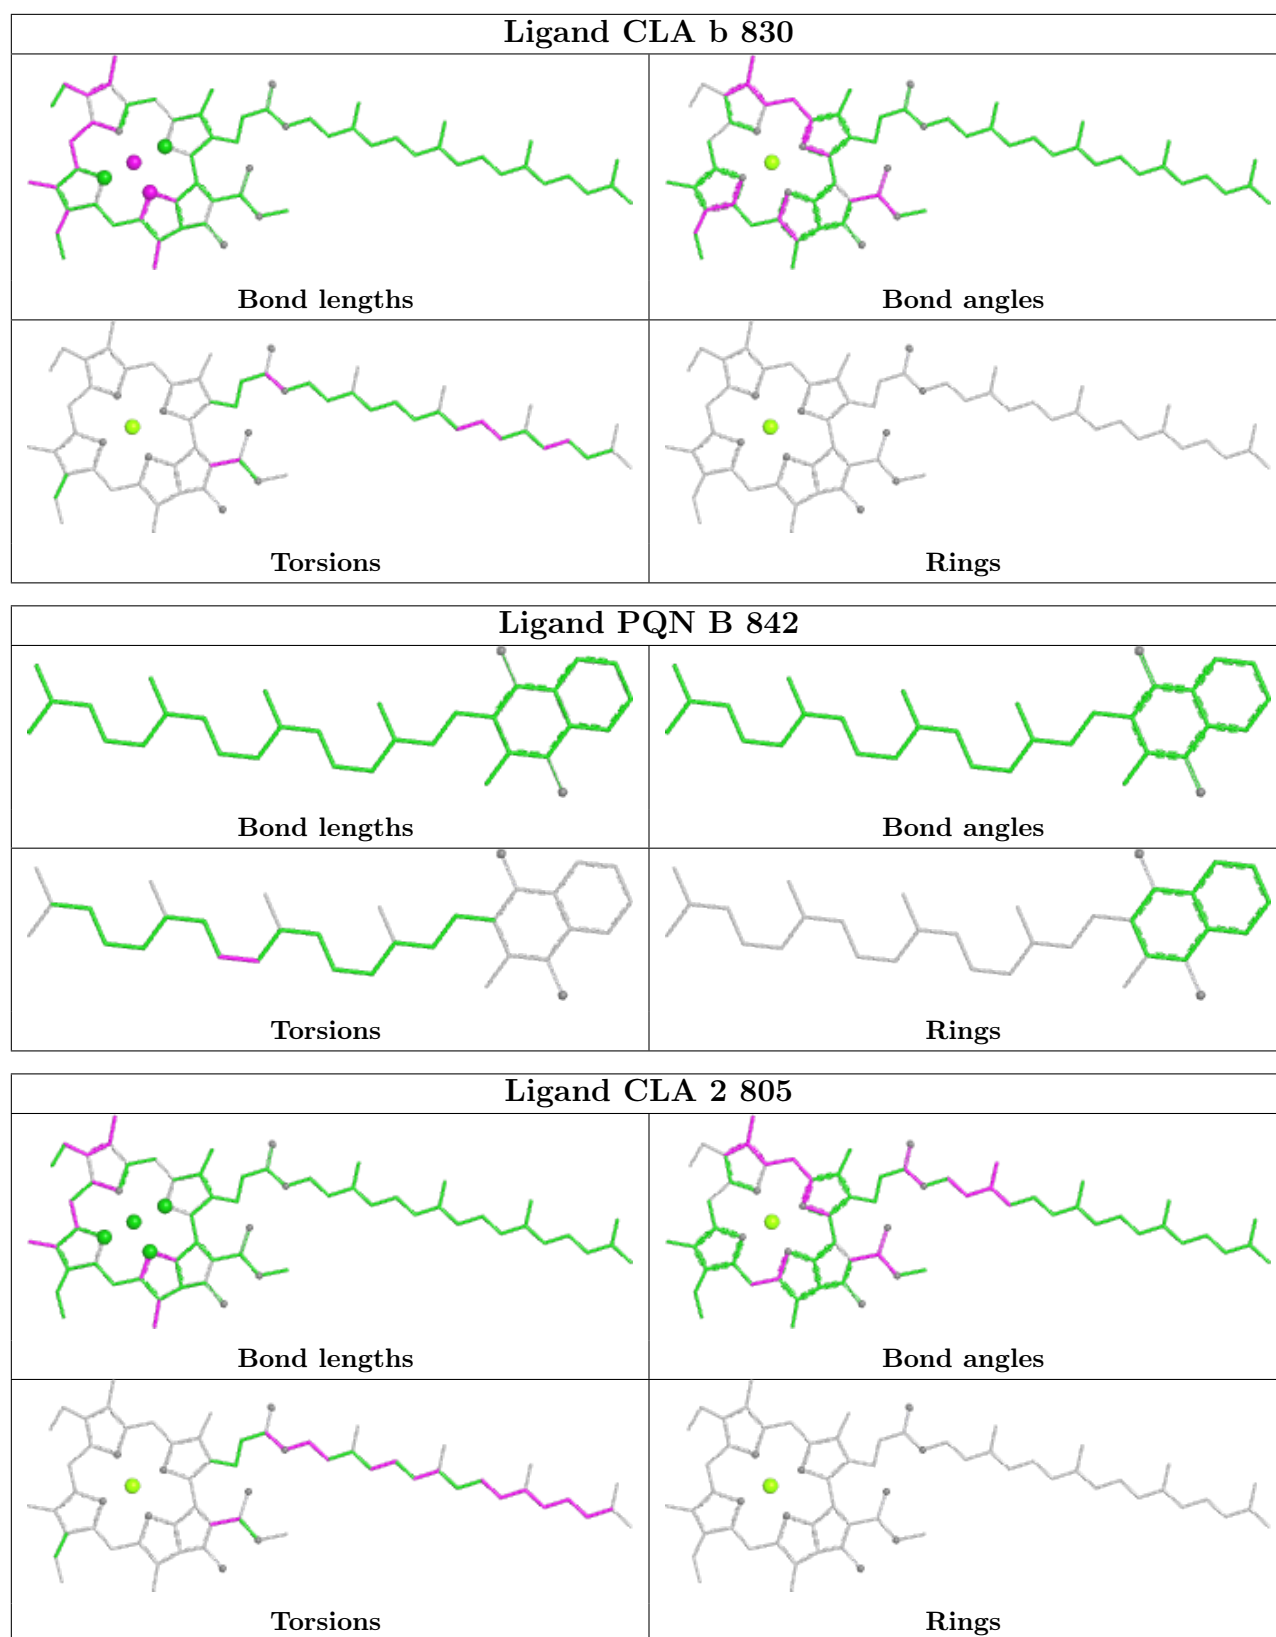 Ligand CLA b 830
Bond lengths
Bond angles
Torsions
Rings
Ligand PQN B 842
Bond lengths
Bond angles
Torsions
Rings
Ligand CLA 2 805
Bond lengths
Bond angles
Torsions
Rings